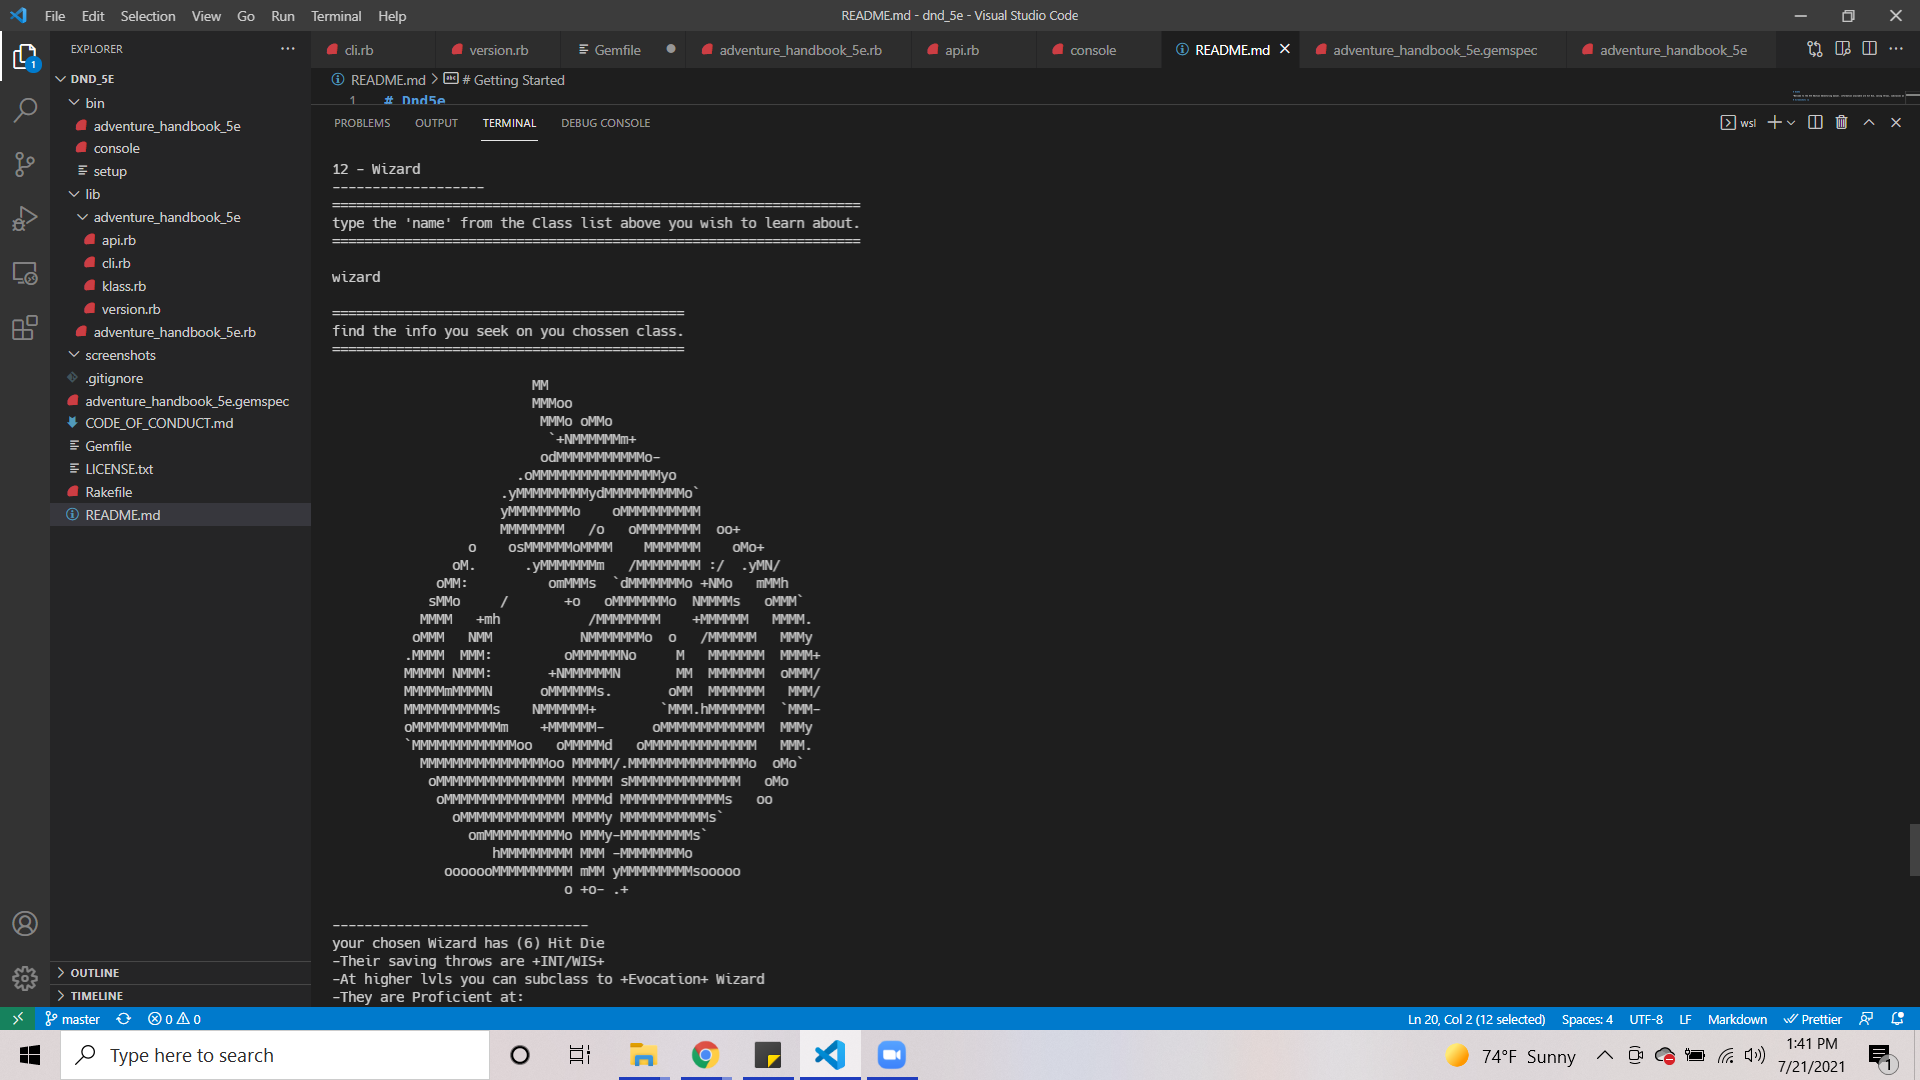 File Edit Selection View Go Run Terminal Help
README.md - dnd_5e - Visual Studio Code
EXPLORER
cli.rb version.rb Gemfile adventure_handbook_5e.rb api.rb console README.md adventure_handbook_5e.gemspec adventure_handbook_5e
README.md > # Getting Started
1 # Dnd5e
PROBLEMS OUTPUT TERMINAL DEBUG CONSOLE
wsl
1
DND_5E
bin
adventure_handbook_5e
console
setup
lib
adventure_handbook_5e
api.rb
cli.rb
klass.rb
version.rb
adventure_handbook_5e.rb
screenshots
.gitignore
adventure_handbook_5e.gemspec
CODE_OF_CONDUCT.md
Gemfile
LICENSE.txt
Rakefile
README.md
OUTLINE
TIMELINE
12 - Wizard
-------------------
==================================================================
type the 'name' from the Class list above you wish to learn about.
==================================================================
wizard
============================================
find the info you seek on you chossen class.
============================================
--------------------------------
your chosen Wizard has (6) Hit Die
-Their saving throws are +INT/WIS+
-At higher lvls you can subclass to +Evocation+ Wizard
-They are Proficient at:
master 0 0
Ln 20, Col 2 (12 selected) Spaces: 4 UTF-8 LF Markdown Prettier
Type here to search
74°F Sunny
1:41 PM
7/21/2021
1